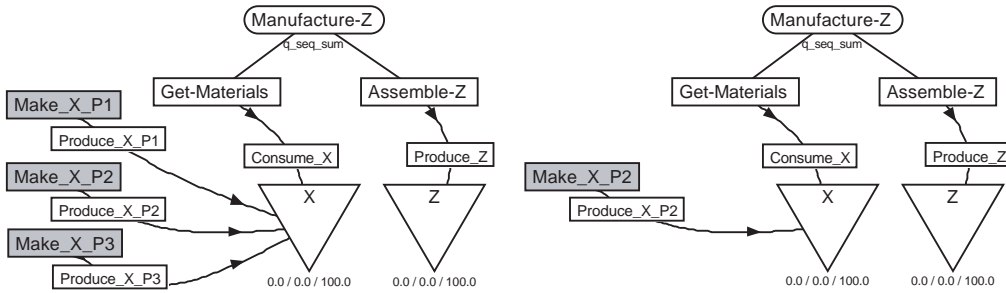 Manufacture-Z
q_seq_sum
Get-Materials
Assemble-Z
Make_X_P1
Produce_X_P1
Consume_X
Produce_Z
Make_X_P2
Produce_X_P2
X
Z
Make_X_P3
Produce_X_P3
0.0 / 0.0 / 100.0
0.0 / 0.0 / 100.0
Manufacture-Z
q_seq_sum
Get-Materials
Assemble-Z
Consume_X
Produce_Z
Make_X_P2
Produce_X_P2
X
Z
0.0 / 0.0 / 100.0
0.0 / 0.0 / 100.0